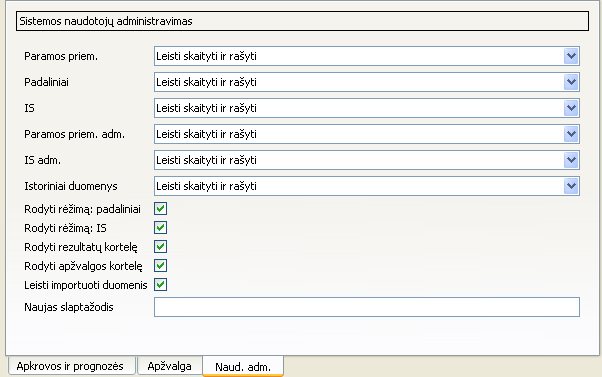 Sistemos naudotojų administravimas
Paramos priem. Leisti skaityti ir rašyti
Padaliniai Leisti skaityti ir rašyti
IS Leisti skaityti ir rašyti
Paramos priem. adm. Leisti skaityti ir rašyti
IS adm. Leisti skaityti ir rašyti
Istoriniai duomenys Leisti skaityti ir rašyti
Rodyti rėžimą: padaliniai
Rodyti rėžimą: IS
Rodyti rezultatų kortelę
Rodyti apžvalgos kortelę
Leisti importuoti duomenis
Naujas slaptažodis
Apkrovos ir prognozės Apžvalga Naud. adm.